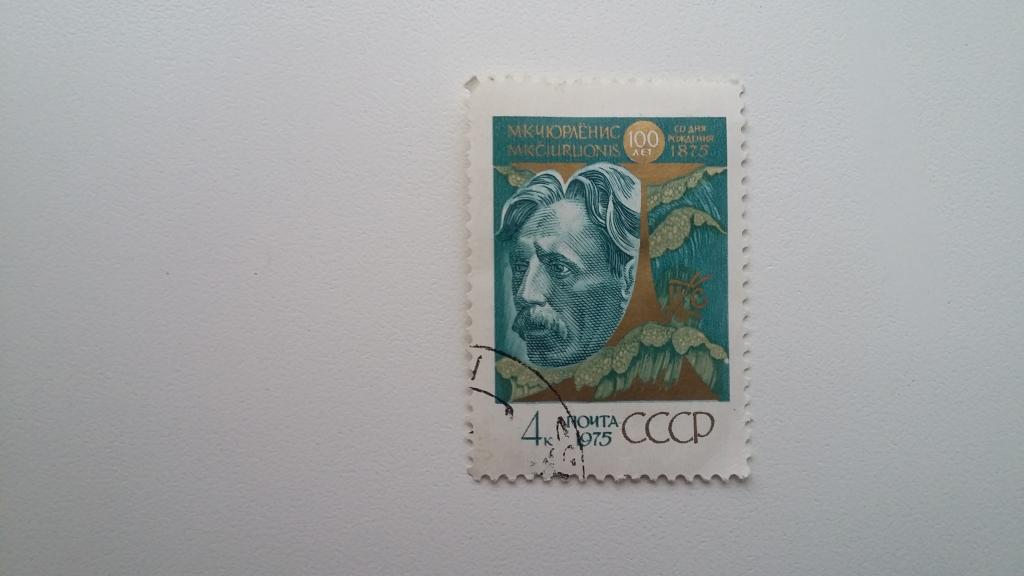 М.К.ЧЮРЛЁНИС
M.K.ČIURLIONIS
100
ЛЕТ
СО ДНЯ
РОЖДЕНИЯ
1875
4к
ПОЧТА
1975
СССР